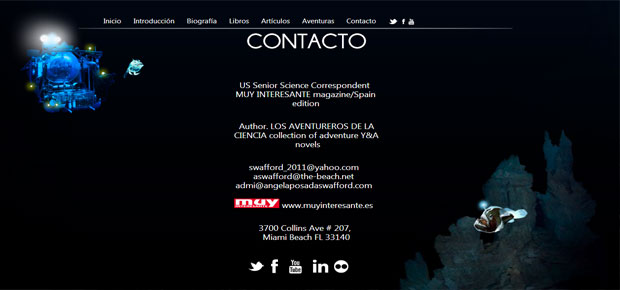 Inicio Introducción Biografía Libros Artículos Aventuras Contacto
CONTACTO
US Senior Science Correspondent
MUY INTERESANTE magazine/Spain
edition
Author. LOS AVENTUREROS DE LA
CIENCIA collection of adventure Y&A
novels
swafford_2011@yahoo.com
aswafford@the-beach.net
admi@angelaposadaswafford.com
muy www.muyinteresante.es
3700 Collins Ave # 207,
Miami Beach FL 33140
You Tube in